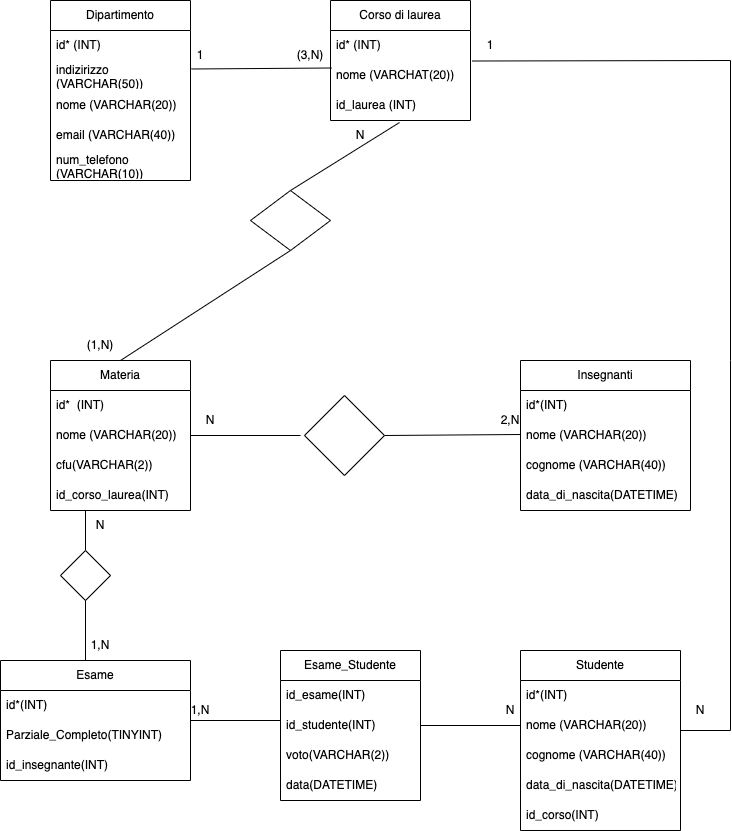 Dipartimento
id* (INT)
indizirizzo
(VARCHAR(50))
nome (VARCHAR(20))
email (VARCHAR(40))
num_telefono
(VARCHAR(10))
1
(3,N)
Corso di laurea
id* (INT)
nome (VARCHAT(20))
id_laurea (INT)
1
N
(1,N)
Materia
id* (INT)
nome (VARCHAR(20))
cfu(VARCHAR(2))
id_corso_laurea(INT)
N
2,N
Insegnanti
id*(INT)
nome (VARCHAR(20))
cognome (VARCHAR(40))
data_di_nascita(DATETIME)
N
1,N
Esame
id*(INT)
Parziale_Completo(TINYINT)
id_insegnante(INT)
1,N
Esame_Studente
id_esame(INT)
id_studente(INT)
voto(VARCHAR(2))
data(DATETIME)
N
Studente
id*(INT)
nome (VARCHAR(20))
cognome (VARCHAR(40))
data_di_nascita(DATETIME)
id_corso(INT)
N